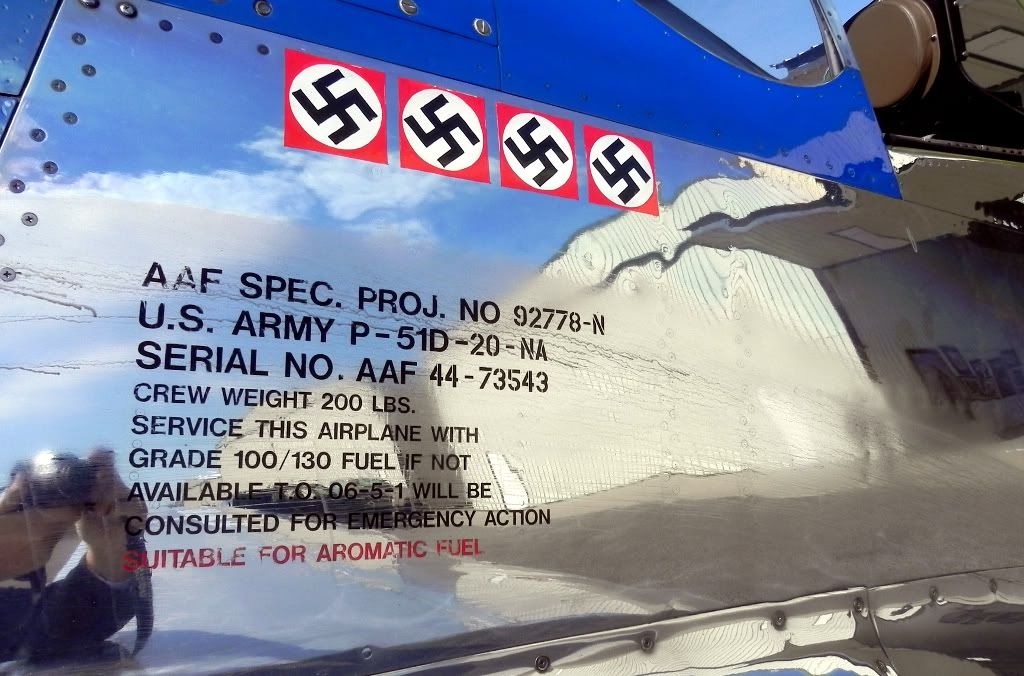 AAF SPEC. PROJ. NO 92778-N
U.S. ARMY P-51D-20-NA
SERIAL NO. AAF 44-73543
CREW WEIGHT 200 LBS.
SERVICE THIS AIRPLANE WITH
GRADE 100/130 FUEL IF NOT
AVAILABLE T.O. 06-5-1 WILL BE
CONSULTED FOR EMERGENCY ACTION
SUITABLE FOR AROMATIC FUEL